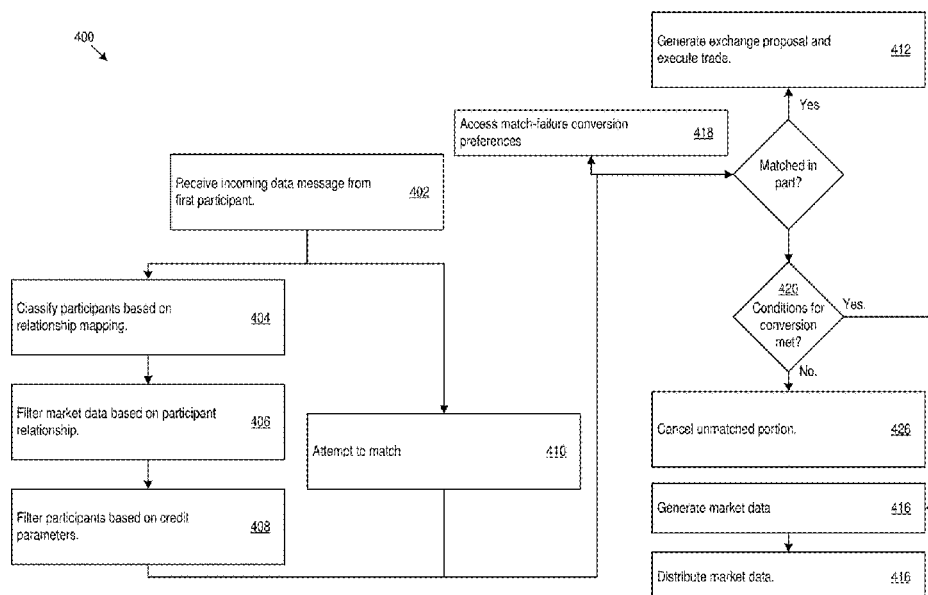 400
Generate exchange proposal and
execute trade.
412
Yes
Access match-failure conversion
preferences
418
Matched in
part?
Receive incoming data message from
first participant.
402
Classify participants based on
relationship mapping.
404
420
Conditions for
conversion
met?
Yes.
No.
Filter market data based on participant
relationship.
406
Attempt to match
410
Cancel unmatched portion.
426
Filter participants based on credit
parameters.
408
Generate market data
416
Distribute market data.
416